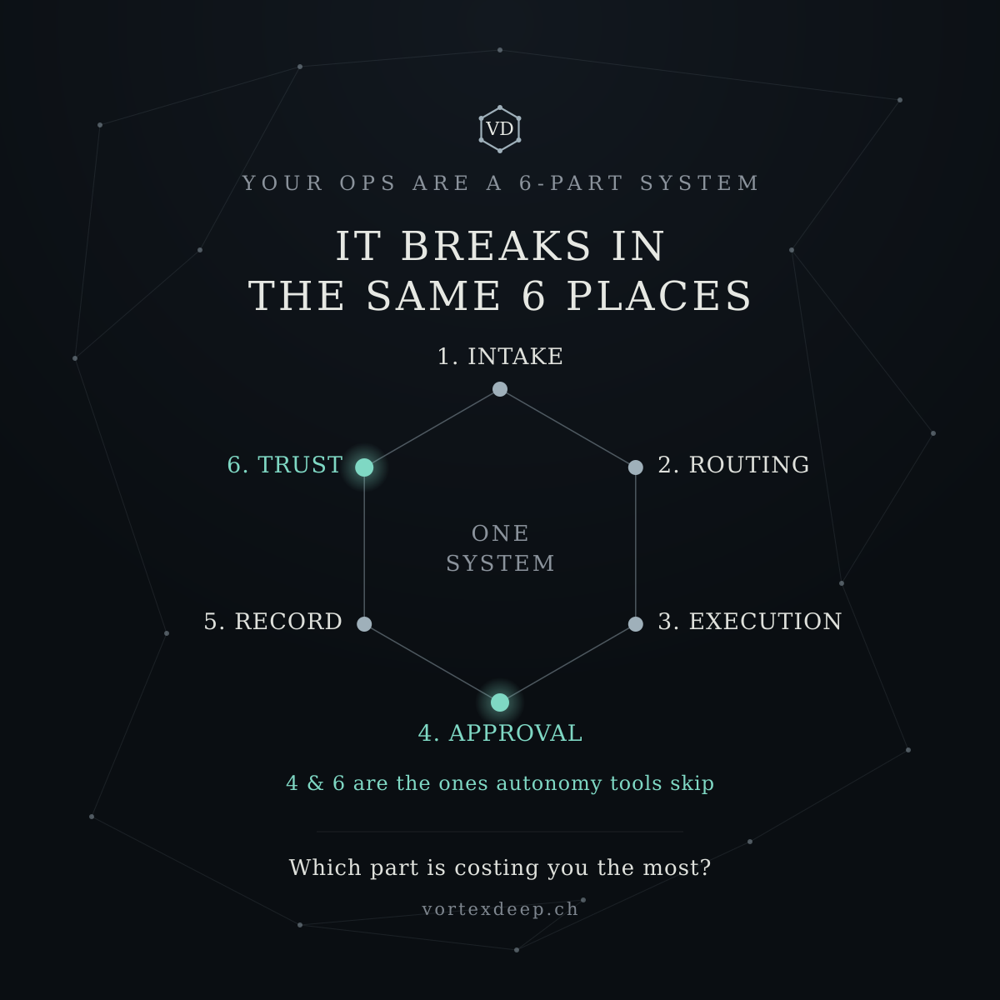 VD
YOUR OPS ARE A 6-PART SYSTEM
IT BREAKS IN
THE SAME 6 PLACES
1. INTAKE
6. TRUST
2. ROUTING
ONE
SYSTEM
5. RECORD
3. EXECUTION
4. APPROVAL
4 & 6 are the ones autonomy tools skip
Which part is costing you the most?
vortexdeep.ch